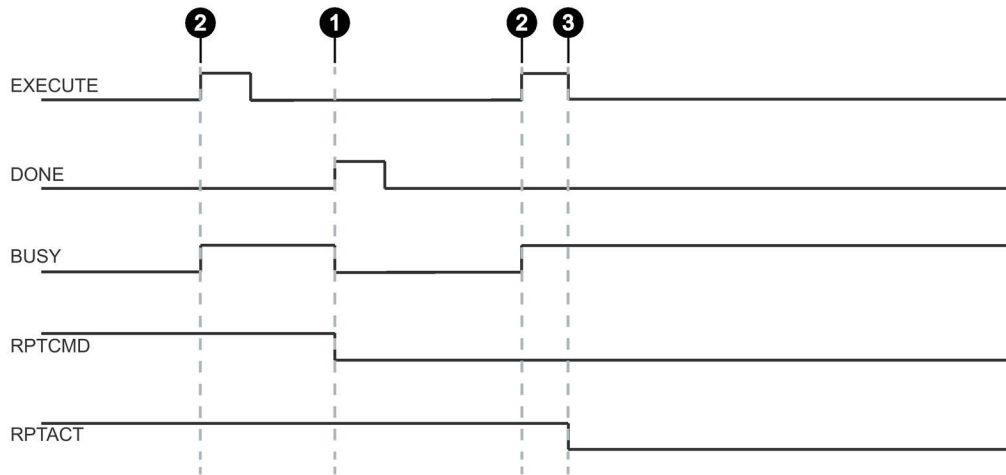 2 1 2 3
EXECUTE
DONE
BUSY
RPTCMD
RPTACT